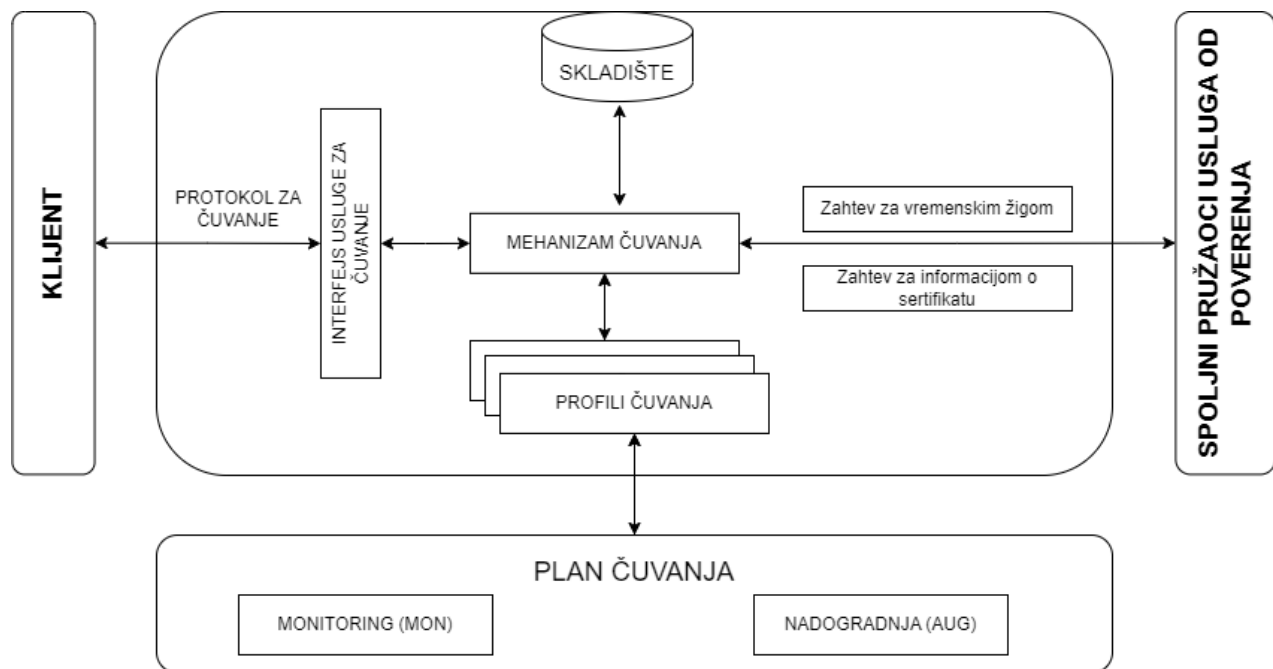 KLIJENT
PROTOKOL ZA
ČUVANJE
INTERFEJS USLUGE ZA
ČUVANJE
SKLADIŠTE
MEHANIZAM ČUVANJA
PROFILI ČUVANJA
Zahtev za vremenskim žigom
Zahtev za informacijom o
sertifikatu
SPOLJNI PRUŽAOCI USLUGA OD
POVERENJA
PLAN ČUVANJA
MONITORING (MON)
NADOGRADNJA (AUG)